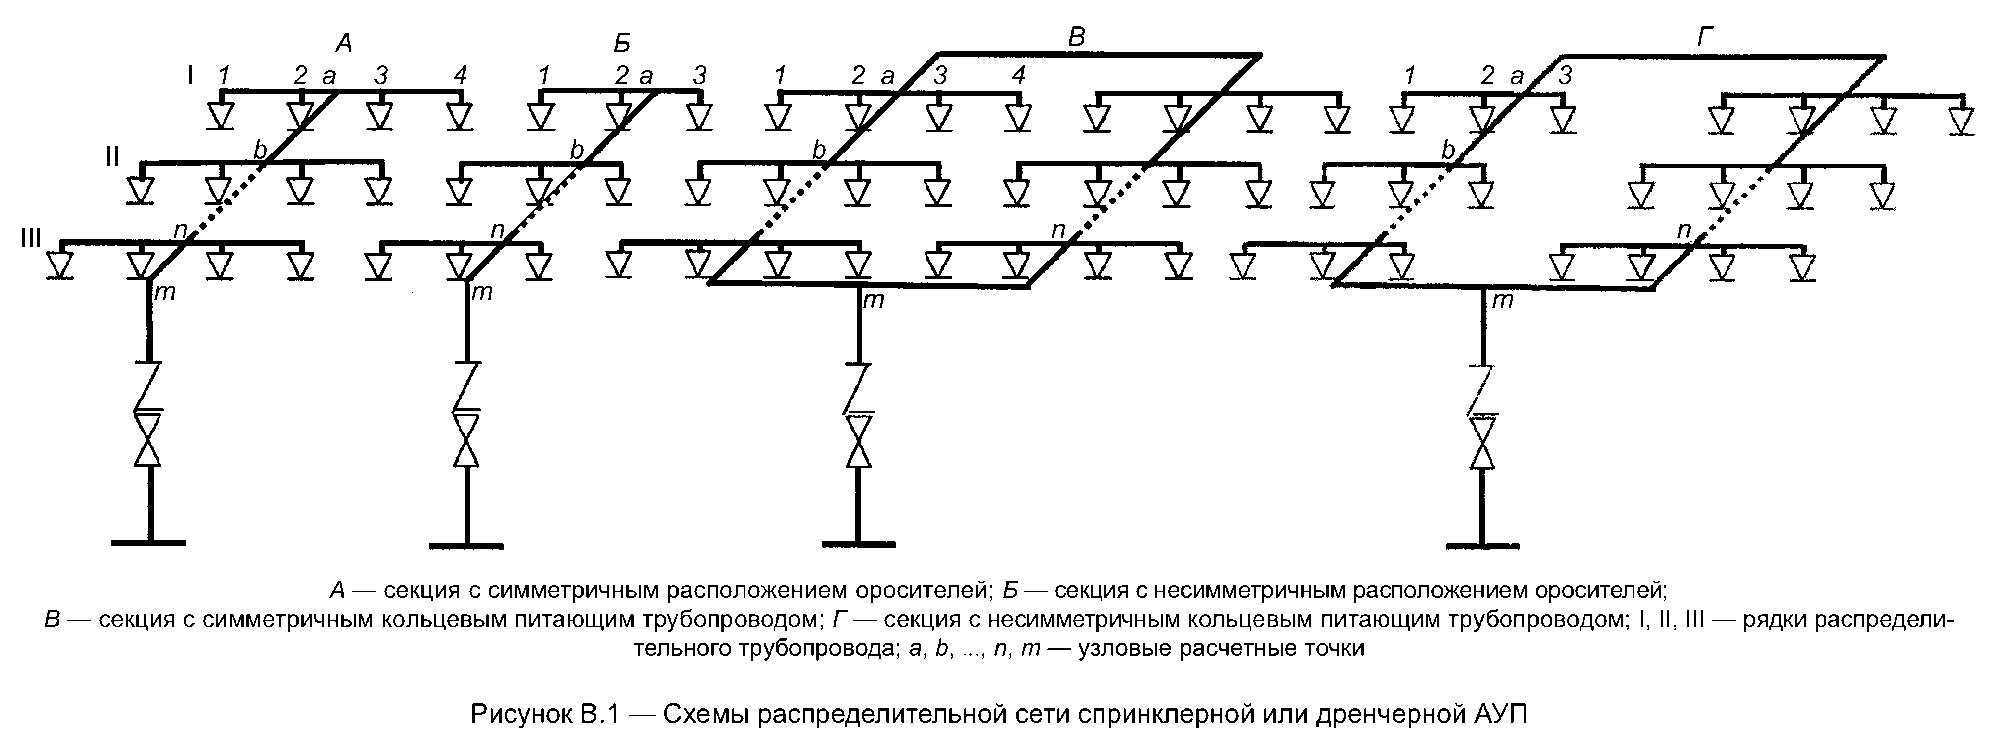 А Б В Г
I 1 2 a 3 4 1 2 a 3 1 2 a 3 4 1 2 a 3
II b b b b
III n n n n
m m m m
А — секция с симметричным расположением оросителей; Б — секция с несимметричным расположением оросителей;
В — секция с симметричным кольцевым питающим трубопроводом; Г — секция с несимметричным кольцевым питающим трубопроводом; I, II, III — рядки распредели-
тельного трубопровода; a, b, ..., n, m — узловые расчетные точки
Рисунок В.1 — Схемы распределительной сети спринклерной или дренчерной АУП